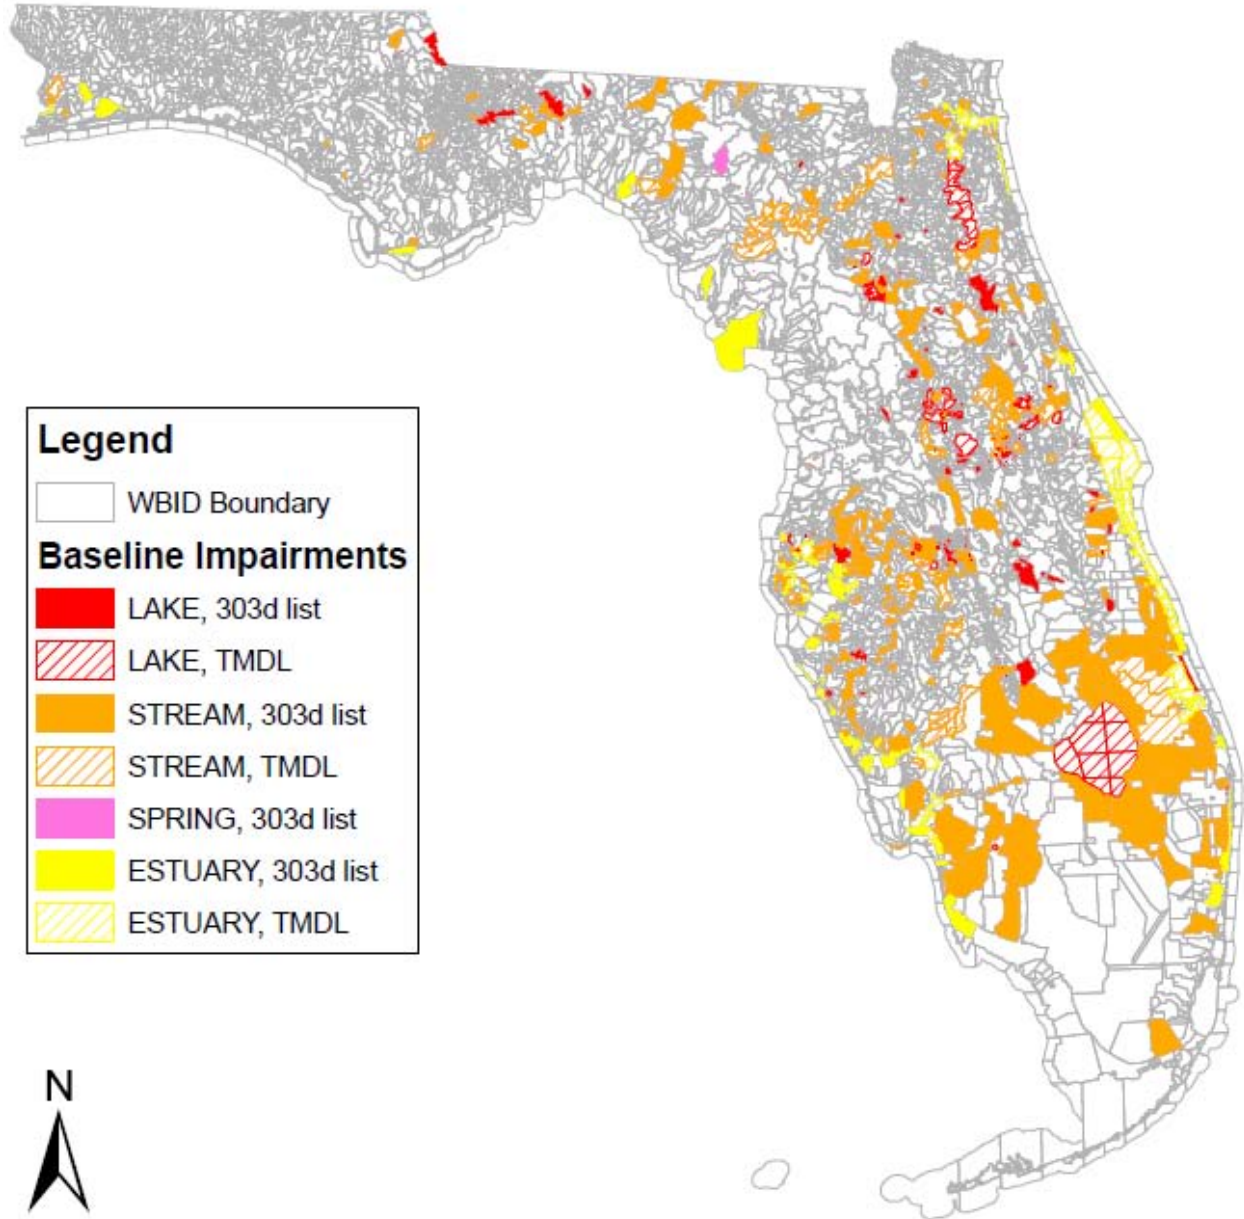 Legend
WBID Boundary
Baseline Impairments
LAKE, 303d list
LAKE, TMDL
STREAM, 303d list
STREAM, TMDL
SPRING, 303d list
ESTUARY, 303d list
ESTUARY, TMDL
N